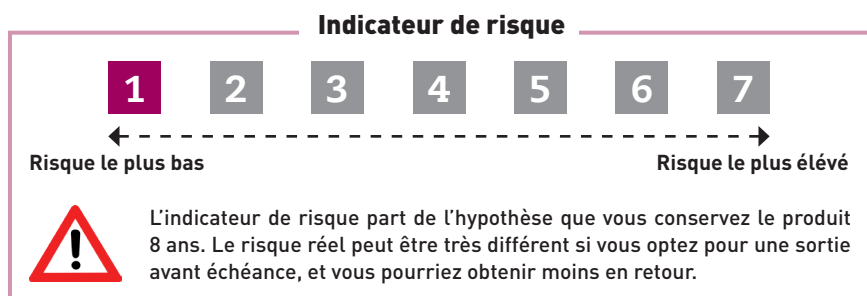 Indicateur de risque
1 2 3 4 5 6 7
Risque le plus bas Risque le plus élévé
L'indicateur de risque part de l'hypothèse que vous conservez le produit
8 ans. Le risque réel peut être très différent si vous optez pour une sortie
avant échéance, et vous pourriez obtenir moins en retour.